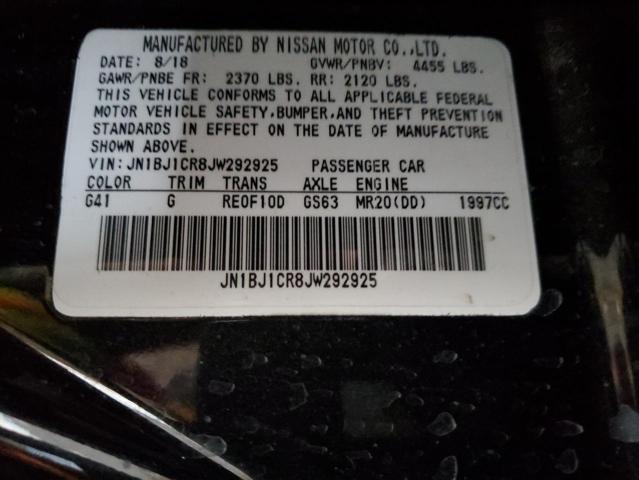 MANUFACTURED BY NISSAN MOTOR CO.,LTD.
DATE: 8/18 GVWR/PNBV: 4455 LBS.
GAWR/PNBE FR: 2370 LBS. RR: 2120 LBS.
THIS VEHICLE CONFORMS TO ALL APPLICABLE FEDERAL
MOTOR VEHICLE SAFETY,BUMPER,AND THEFT PREVENTION
STANDARDS IN EFFECT ON THE DATE OF MANUFACTURE
SHOWN ABOVE.
VIN:JN1BJ1CR8JW292925 PASSENGER CAR
COLOR TRIM TRANS AXLE ENGINE
G41 G RE0F10D GS63 MR20(DD) 1997CC
JN1BJ1CR8JW292925